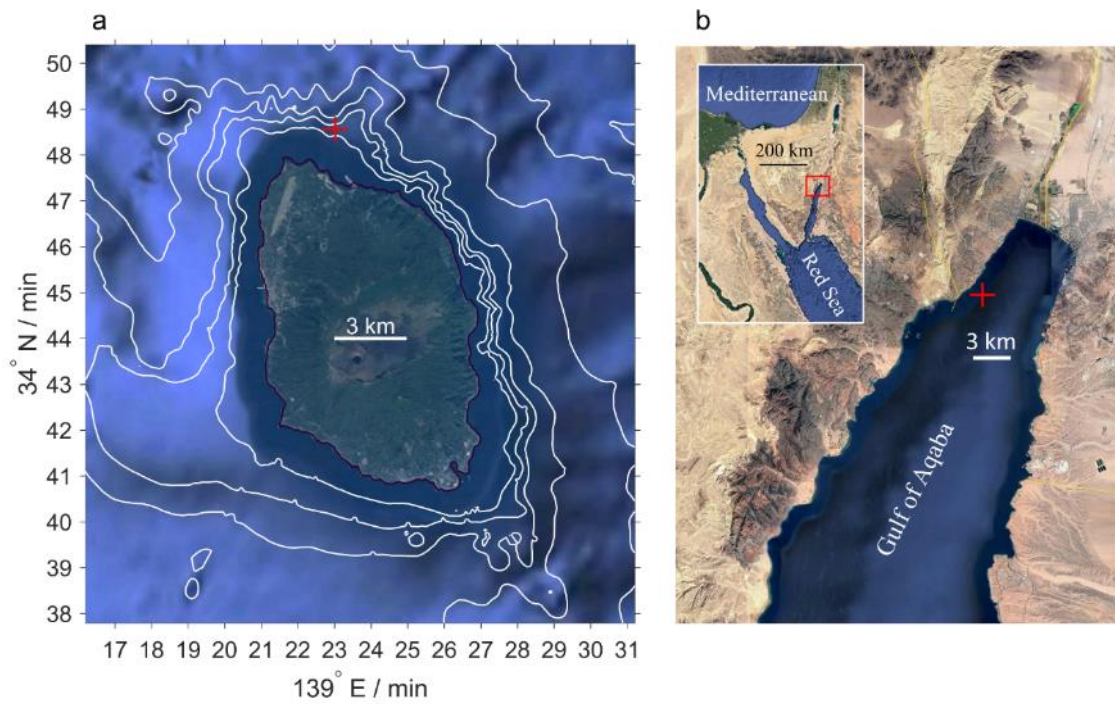 a
50
49
48
47
46
45
44
43
42
41
40
39
38
34° N / min
3 km
17 18 19 20 21 22 23 24 25 26 27 28 29 30 31
139° E / min
b
Mediterranean
200 km
Red Sea
3 km
Gulf of Aqaba